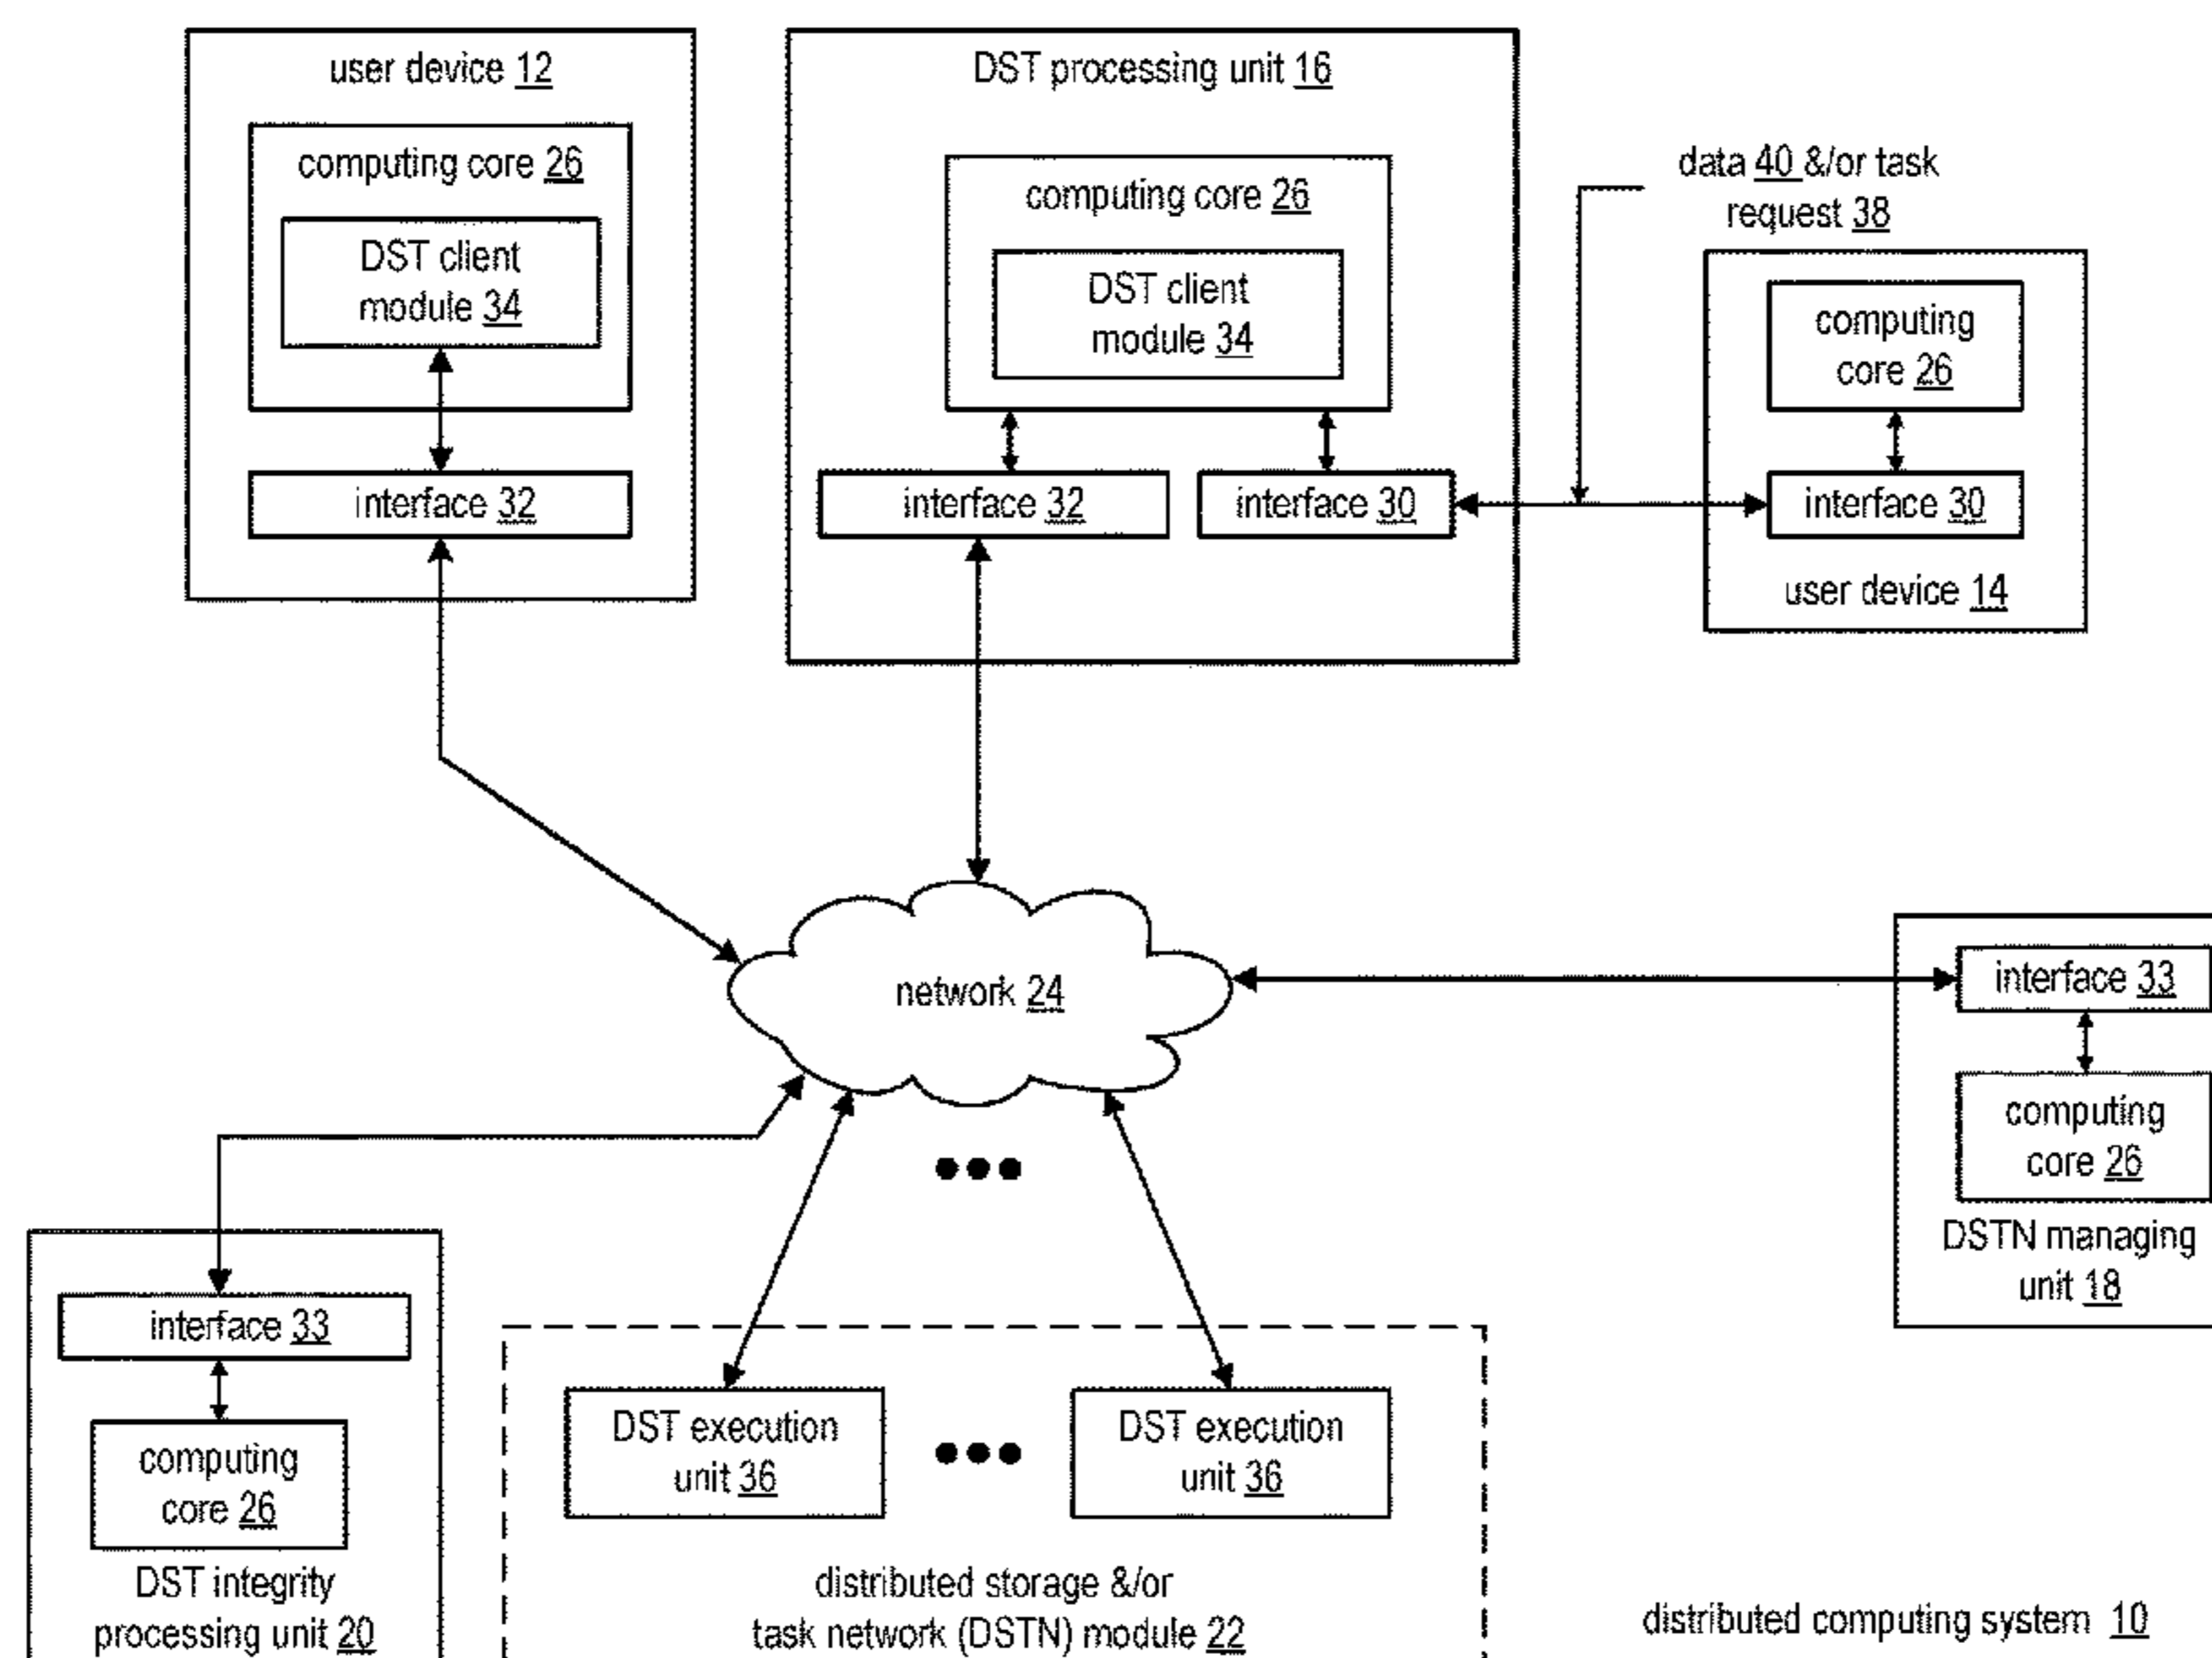 user device 12
computing core 26
DST client
module 34
interface 32
DST processing unit 16
computing core 26
DST client
module 34
interface 32
interface 30
data 40 &/or task
request 38
computing
core 26
interface 30
user device 14
network 24
interface 33
computing
core 26
DSTN managing
unit 18
interface 33
computing
core 26
DST integrity
processing unit 20
DST execution
unit 36
DST execution
unit 36
distributed storage &/or
task network (DSTN) module 22
distributed computing system 10